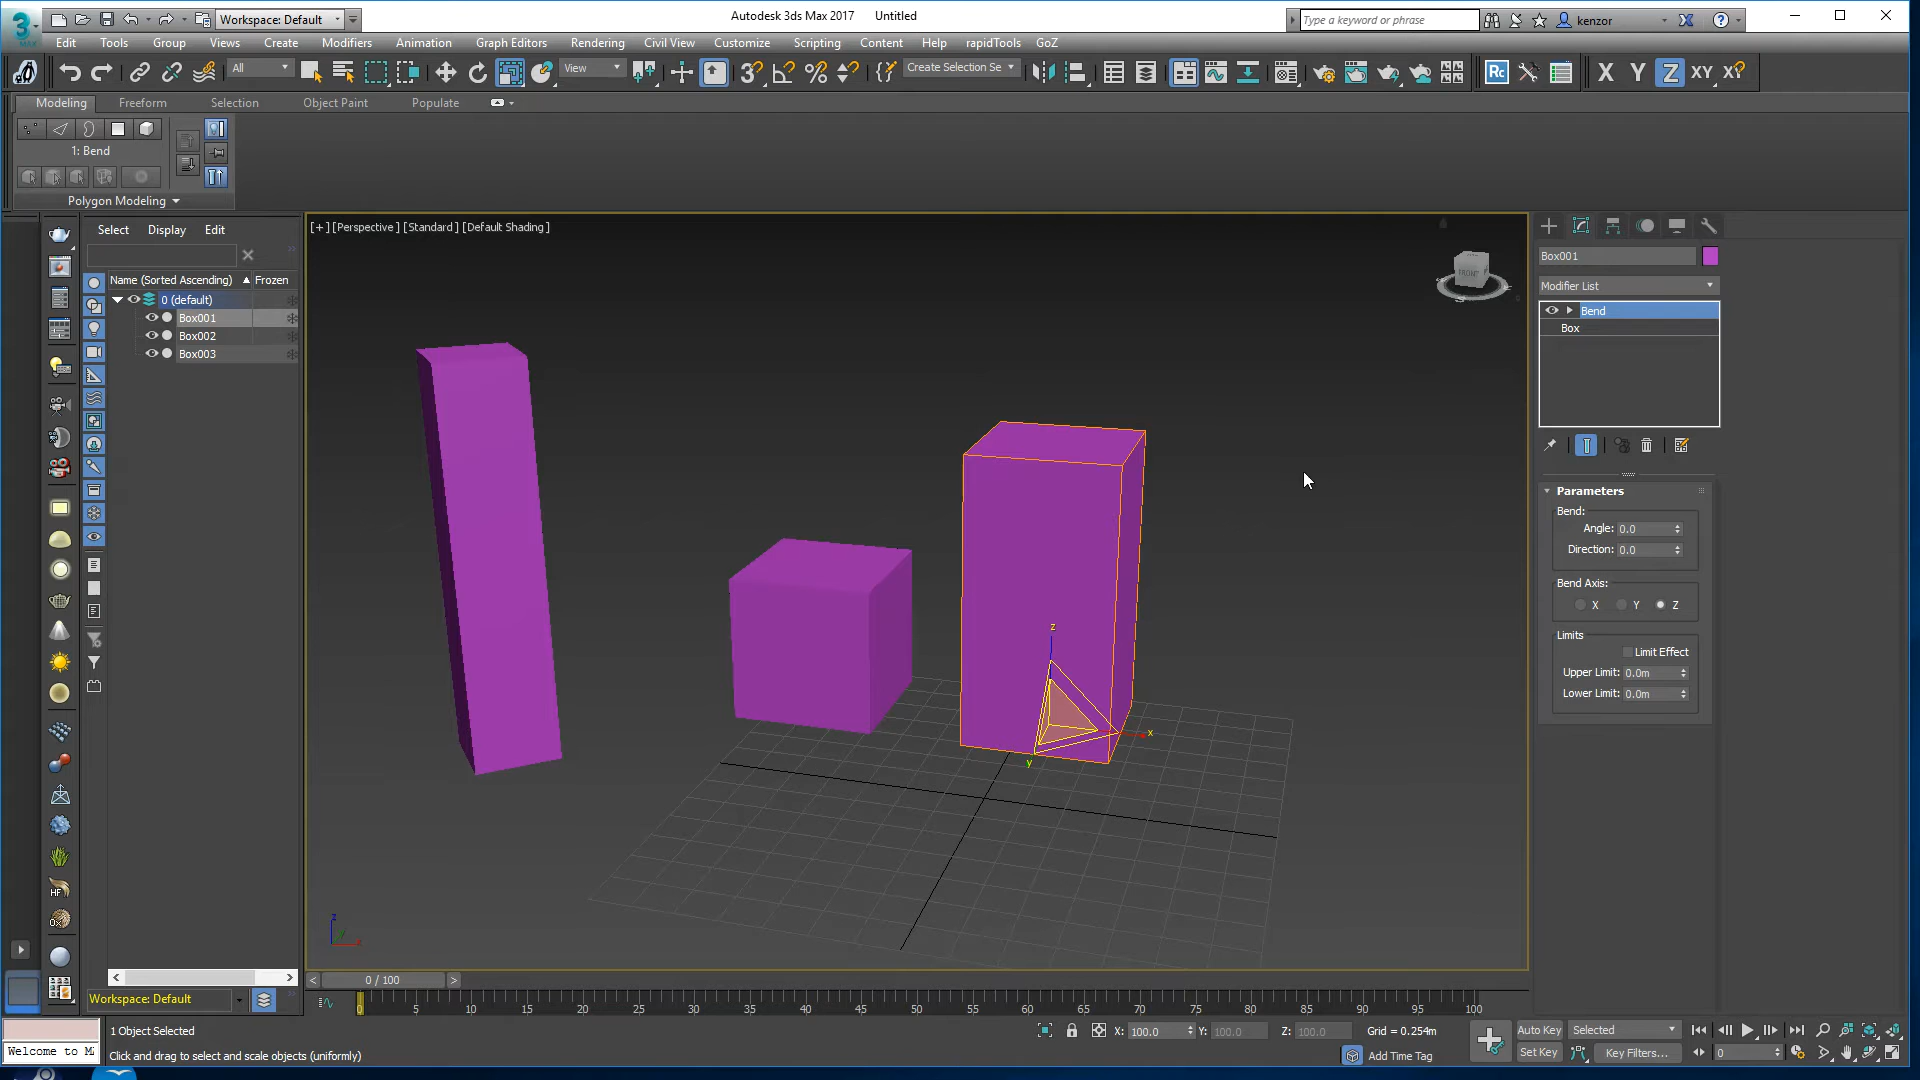 Workspace: Default
Autodesk 3ds Max 2017 Untitled
Type a keyword or phrase
kenzor
3
MAX
Edit Tools Group Views Create Modifiers Animation Graph Editors Rendering Civil View Customize Scripting Content Help rapidTools GoZ
All
View
Create Selection Se
Rc
X Y Z XY
Modeling Freeform Selection Object Paint Populate
1: Bend
Polygon Modeling
Select Display Edit
[+] [Perspective ] [Standard ] [Default Shading ]
Name (Sorted Ascending) Frozen
0 (default)
Box001
Box002
Box003
FRONT
Box001
Modifier List
Bend
Box
Parameters
Bend:
Angle: 0.0
Direction: 0.0
Bend Axis:
X Y Z
Limits
Limit Effect
Upper Limit: 0.0m
Lower Limit: 0.0m
z
x
y
HF
z
y
0 / 100
Workspace: Default
0 5 10 15 20 25 30 35 40 45 50 55 60 65 70 75 80 85 90 95 100
1 Object Selected
X: 100.0 Y: 100.0 Z: 100.0 Grid = 0.254m
Auto Key Selected
Welcome to M
Click and drag to select and scale objects (uniformly)
Add Time Tag
Set Key Key Filters... 0